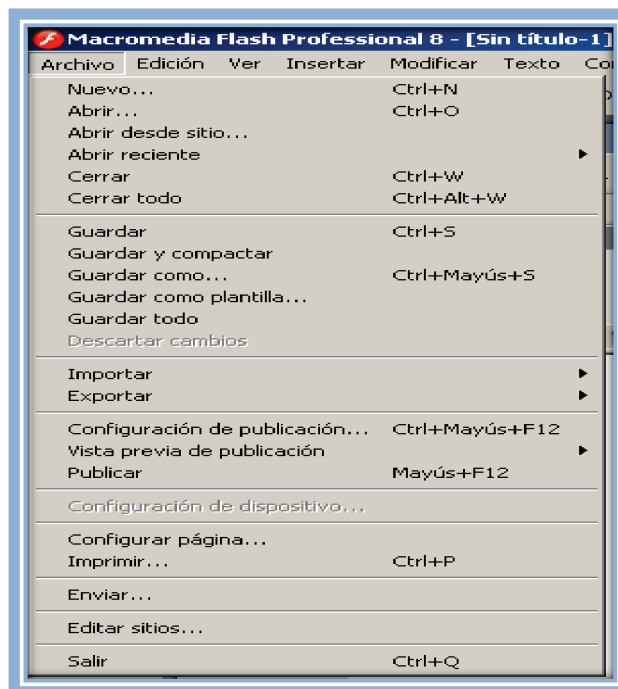 Macromedia Flash Professional 8 - [Sin título-1]
Archivo Edición Ver Insertar Modificar Texto
Nuevo... Ctrl+N
Abrir... Ctrl+O
Abrir desde sitio...
Abrir reciente
Cerrar Ctrl+W
Cerrar todo Ctrl+Alt+W
Guardar Ctrl+S
Guardar y compactar
Guardar como... Ctrl+Mayús+S
Guardar como plantilla...
Guardar todo
Descartar cambios
Importar
Exportar
Configuración de publicación... Ctrl+Mayús+F12
Vista previa de publicación
Publicar Mayús+F12
Configuración de dispositivo...
Configurar página...
Imprimir... Ctrl+P
Enviar...
Editar sitios...
Salir Ctrl+Q